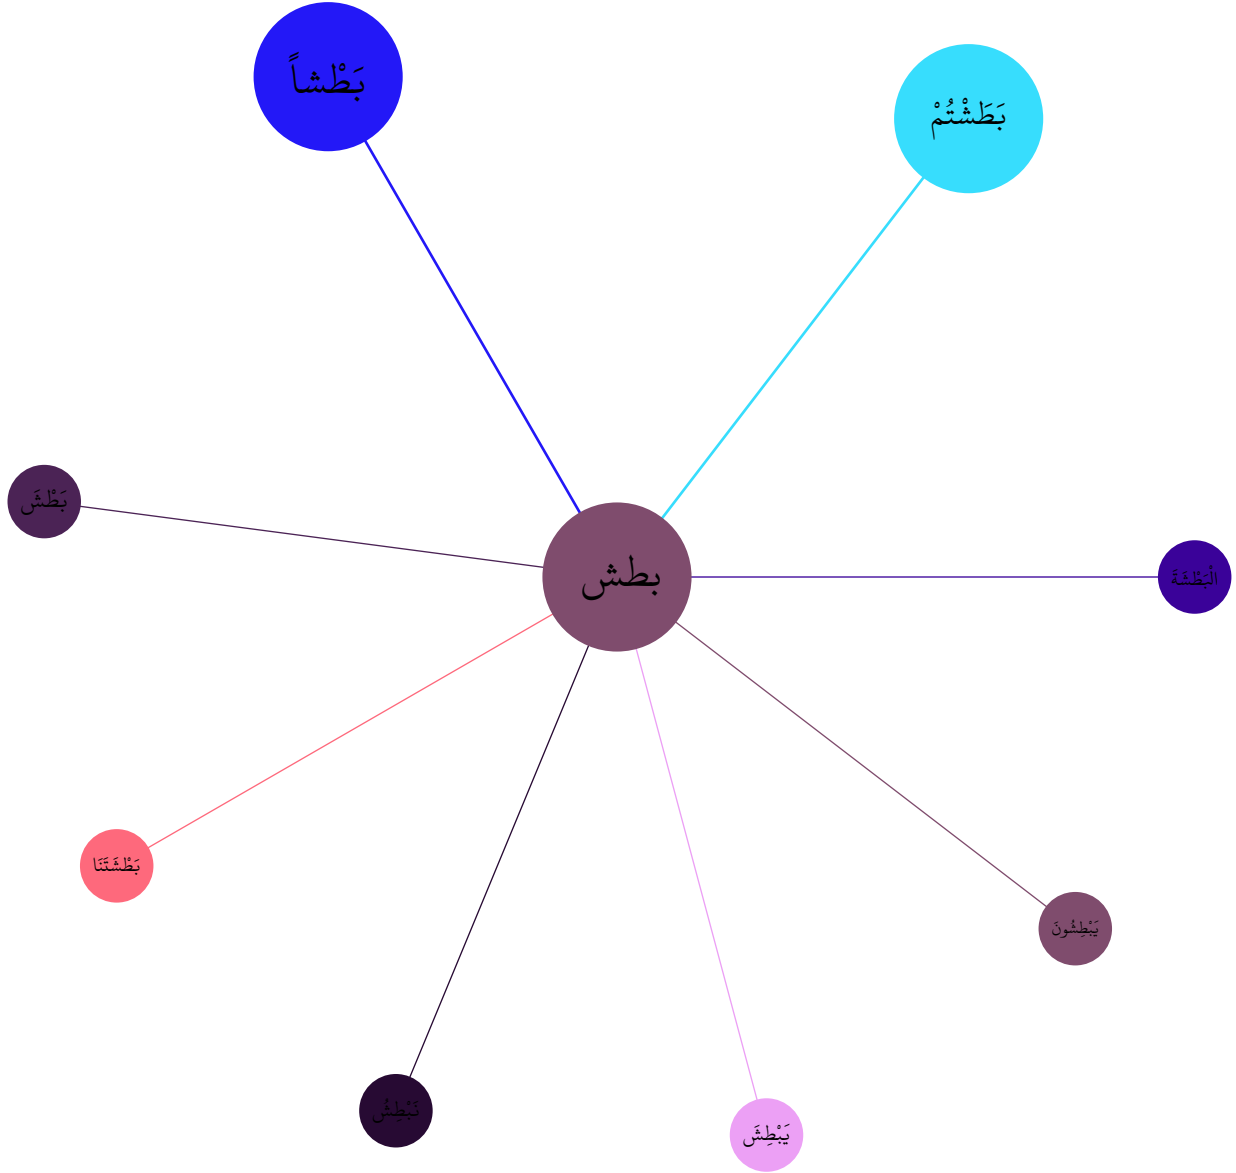 بَطْشاً
بَطَشْتُمْ
بَطْشَ
بطش
الْبَطْشَةَ
بَطْشَتَنَا
يَبْطِشُونَ
نَبْطِشُ
يَبْطِشَ